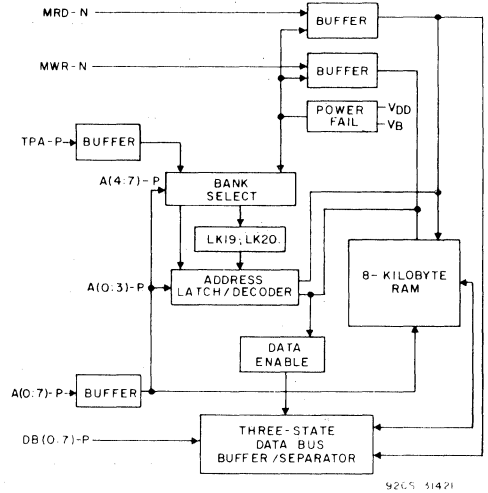 MRD-N
BUFFER
MWR-N
BUFFER
POWER
FAIL
VDD
VB
TPA-P
BUFFER
A(4:7)-P
BANK
SELECT
LK19; LK20.
A(0:3)-P
ADDRESS
LATCH/DECODER
8-KILOBYTE
RAM
DATA
ENABLE
A(0:7)-P
BUFFER
DB(0:7)-P
THREE-STATE
DATA BUS
BUFFER/SEPARATOR
92CS 31421